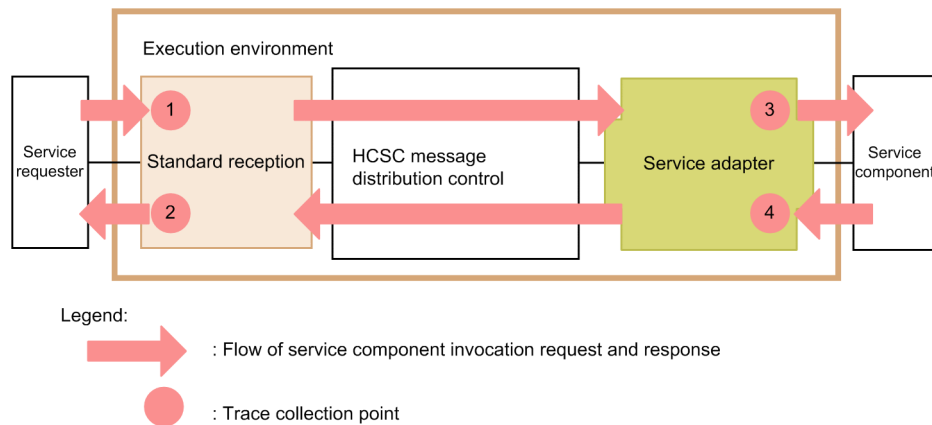 Execution environment
1
3
Service
requester
Standard reception
HCSC message
distribution control
Service adapter
Service
component
2
4
Legend:
: Flow of service component invocation request and response
: Trace collection point